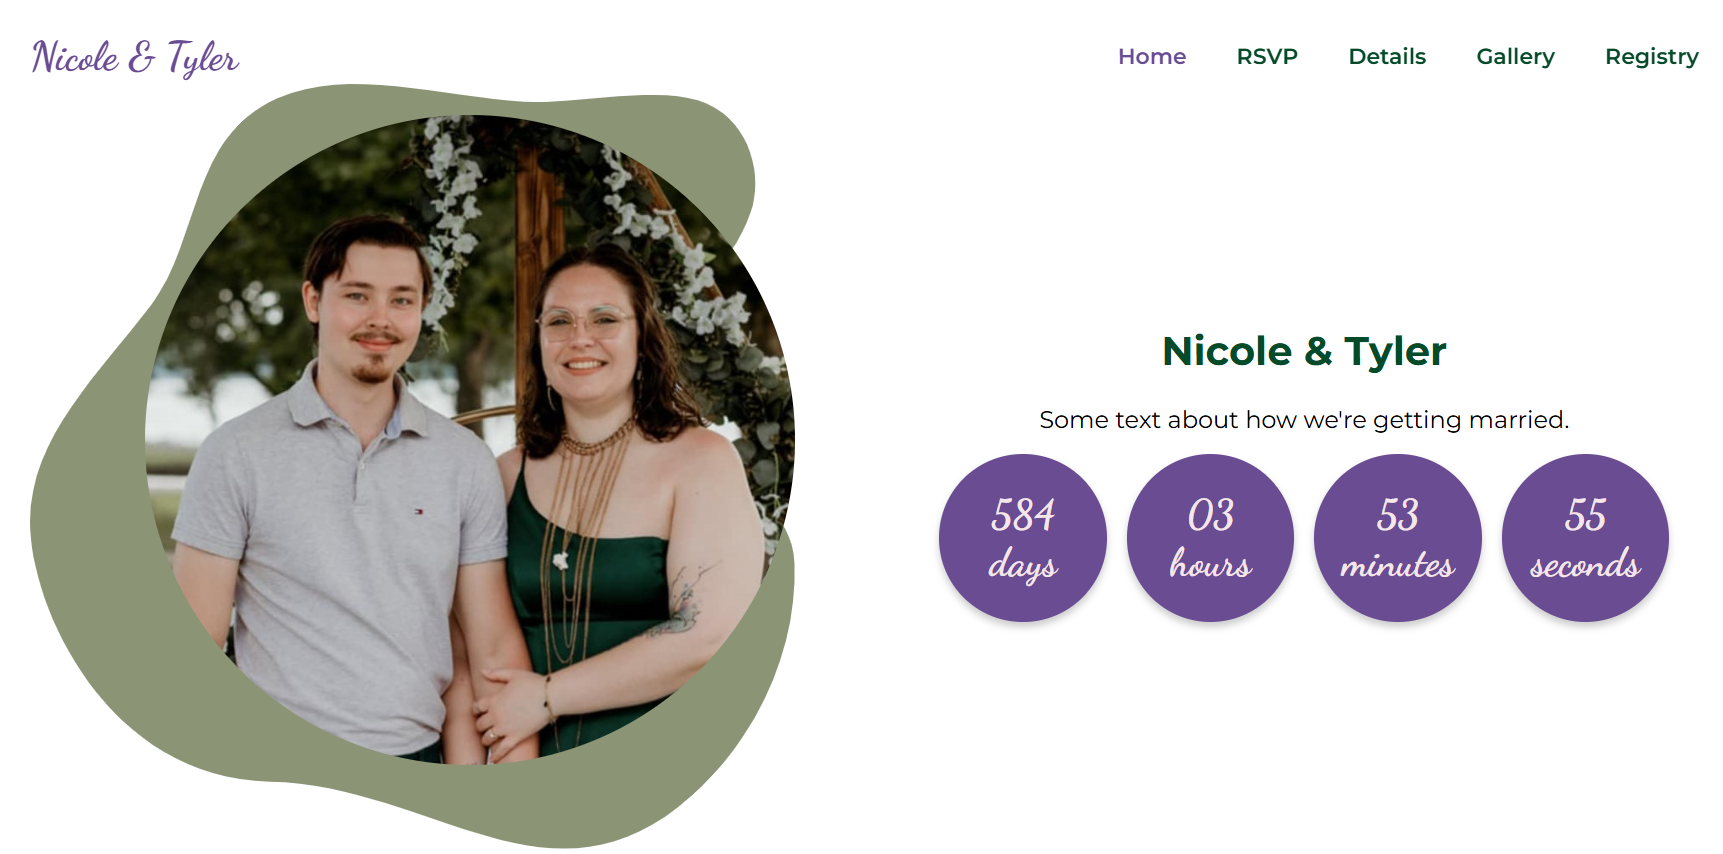 Nicole & Tyler
Home RSVP Details Gallery Registry
Nicole & Tyler
Some text about how we're getting married.
584 03 53 55
days hours minutes seconds